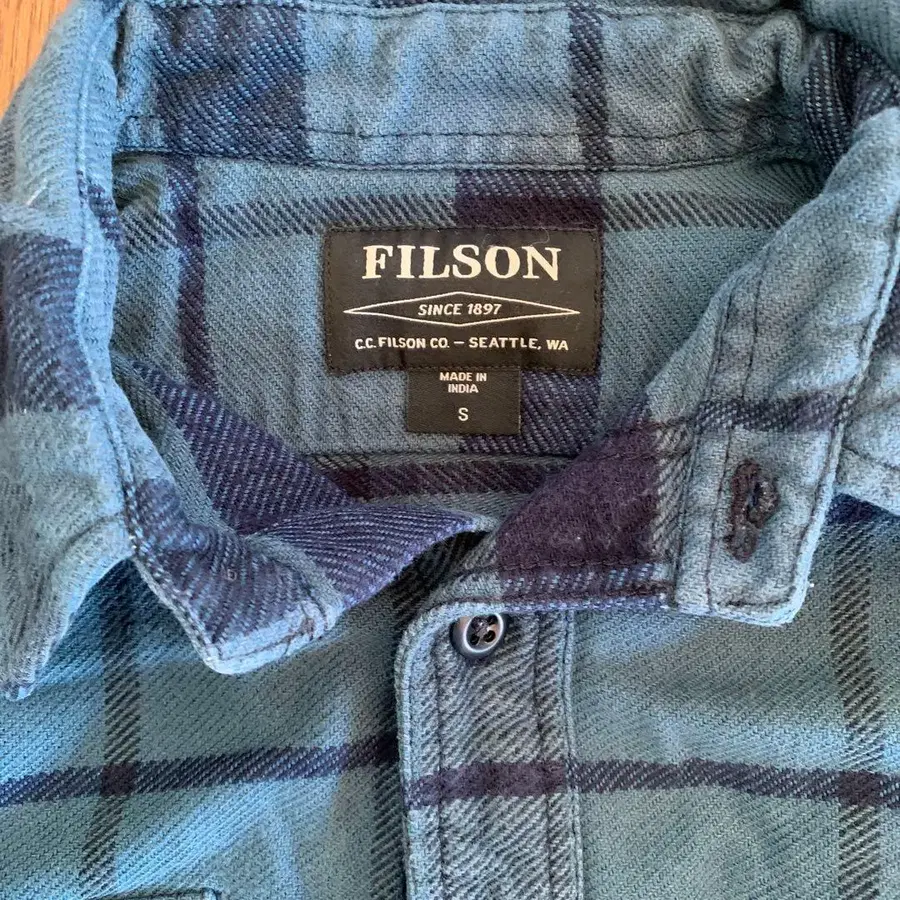 FILSON
SINCE 1897
C.C. FILSON CO. – SEATTLE, WA
MADE IN
INDIA
S